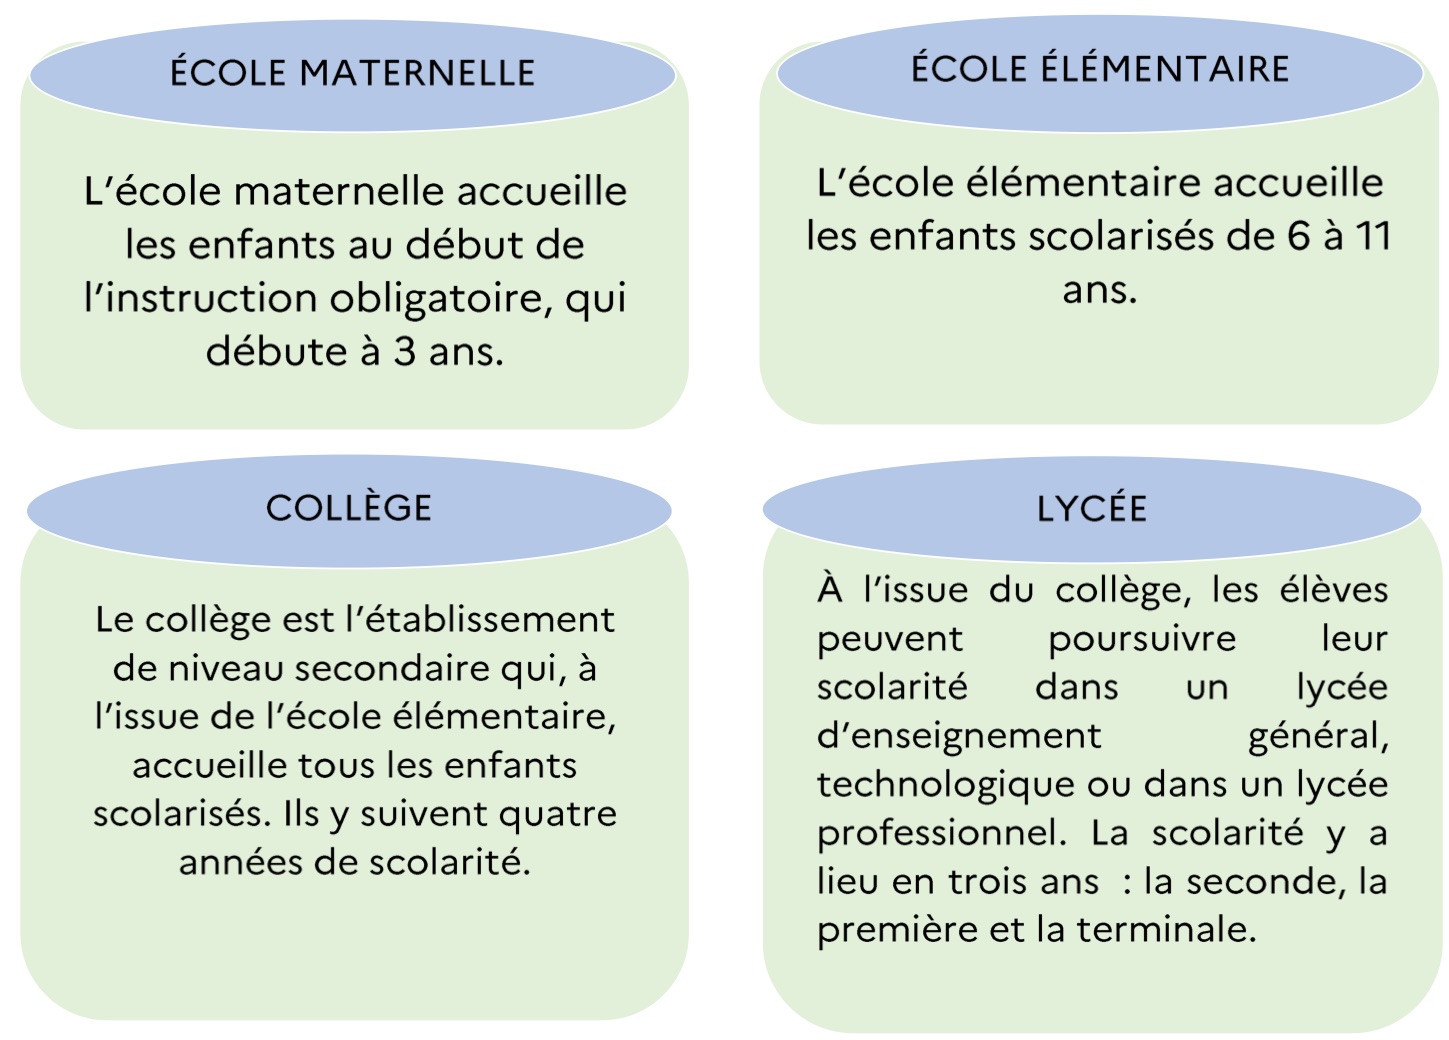 ÉCOLE MATERNELLE
L’école maternelle accueille
les enfants au début de
l’instruction obligatoire, qui
débute à 3 ans.
ÉCOLE ÉLÉMENTAIRE
L’école élémentaire accueille
les enfants scolarisés de 6 à 11
ans.
COLLÈGE
Le collège est l’établissement
de niveau secondaire qui, à
l’issue de l’école élémentaire,
accueille tous les enfants
scolarisés. Ils y suivent quatre
années de scolarité.
LYCÉE
À l’issue du collège, les élèves
peuvent poursuivre leur
scolarité dans un lycée
d’enseignement général,
technologique ou dans un lycée
professionnel. La scolarité y a
lieu en trois ans : la seconde, la
première et la terminale.